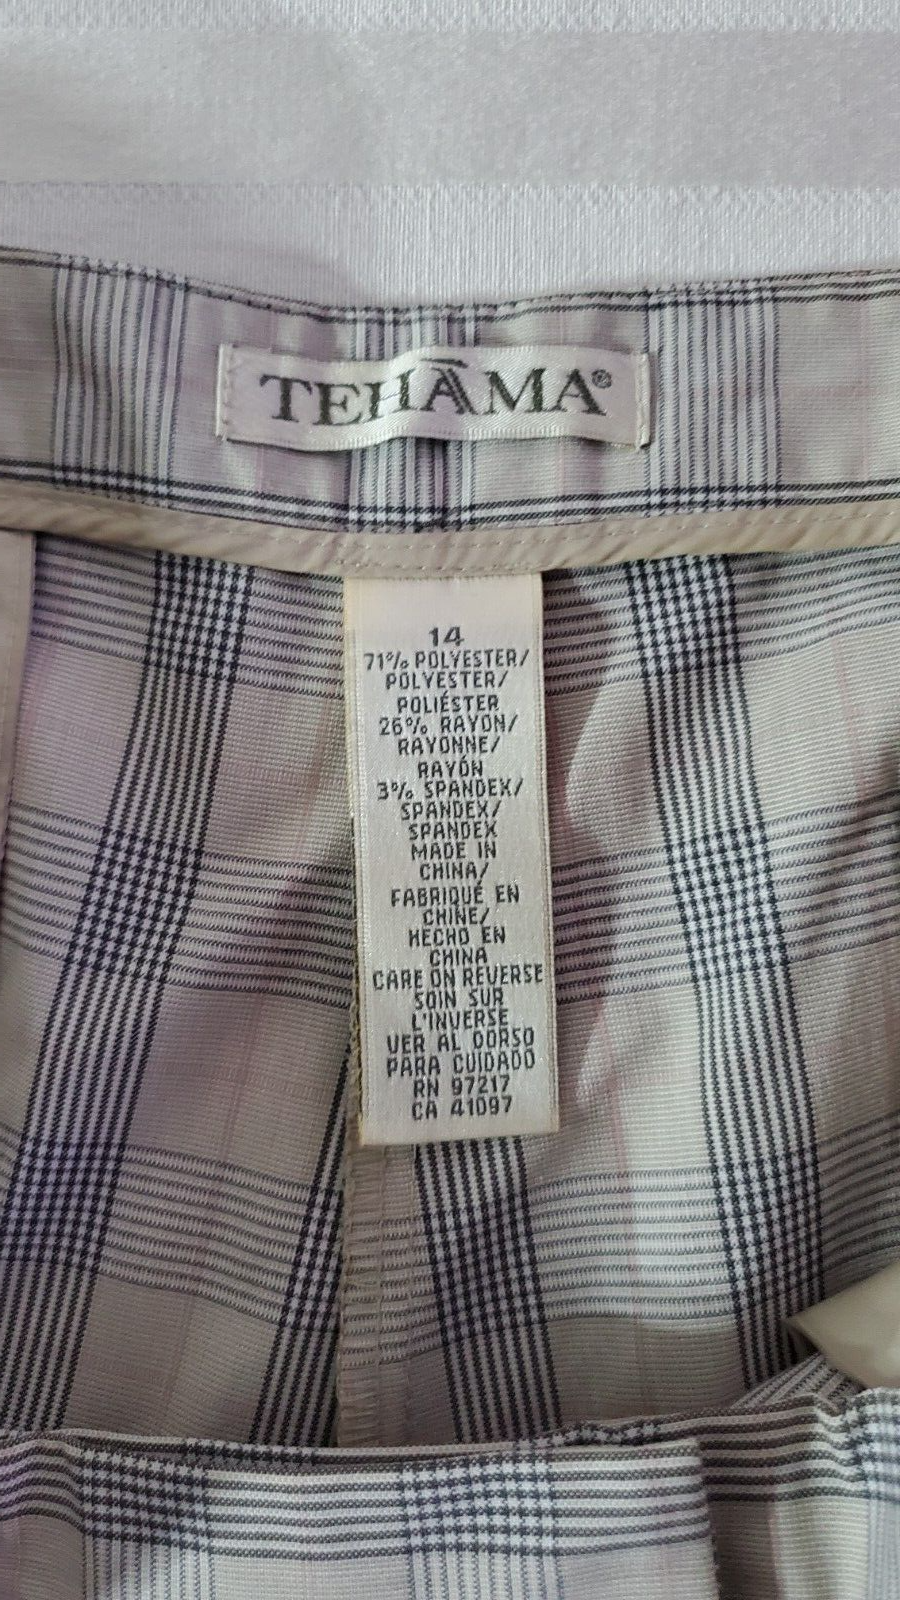 TEHĀMA®
14
71% POLYESTER/
POLYESTER/
POLIÉSTER
26% RAYON/
RAYONNE/
RAYÓN
3% SPANDEX/
SPANDEX/
SPANDEX
MADE IN
CHINA/
FABRIQUÉ EN
CHINE/
HECHO EN
CHINA
CARE ON REVERSE
SOIN SUR
L'INVERSE
VER AL DORSO
PARA CUIDADO
RN 97217
CA 41097